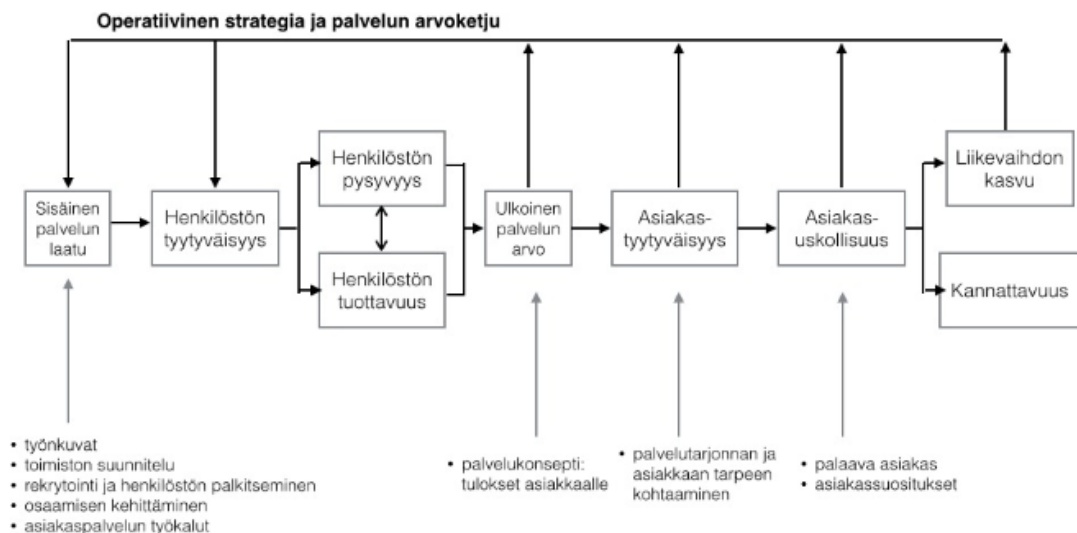 Operatiivinen strategia ja palvelun arvoketju
Sisäinen
palvelun
laatu
Henkilöstön
tyytyväisyys
Henkilöstön
pysyvyys
Henkilöstön
tuottavuus
Ulkoinen
palvelun
arvo
Asiakas-
tyytyväisyys
Asiakas-
uskollisuus
Liikevaihdon
kasvu
Kannattavuus
• työnkuvat
• toimiston suunnitelu
• rekrytointi ja henkilöstön palkitseminen
• osaamisen kehittäminen
• asiakaspalvelun työkalut
• palvelukonsepti:
tulokset asiakkaalle
• palvelutarjonnan ja
asiakkaan tarpeen
kohtaaminen
• palaava asiakas
• asiakassuositukset